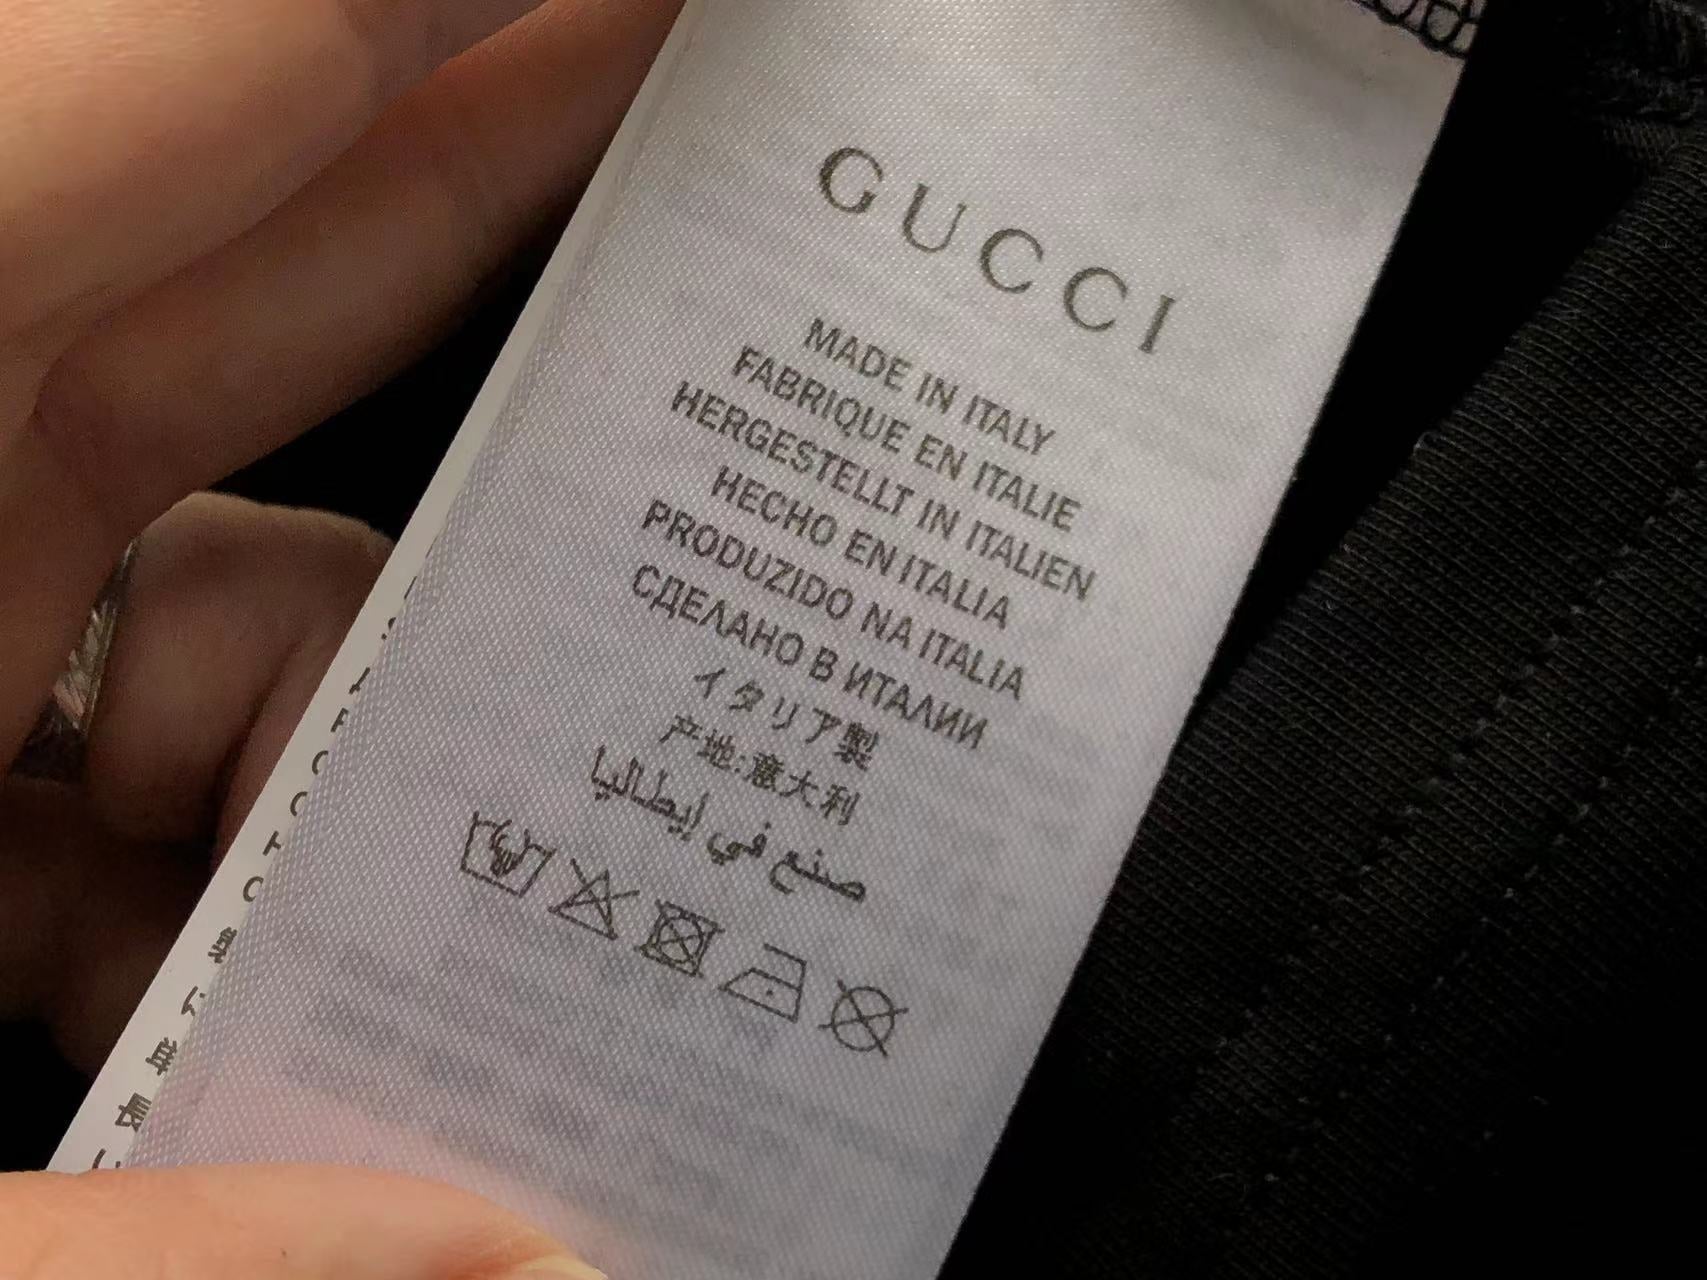 GUCCI
MADE IN ITALY
FABRIQUE EN ITALIE
HERGESTELLT IN ITALIEN
HECHO EN ITALIA
PRODUZIDO NA ITALIA
СДЕЛАНО В ИТАЛИИ
イタリア製
产地:意大利
صنع في إيطاليا